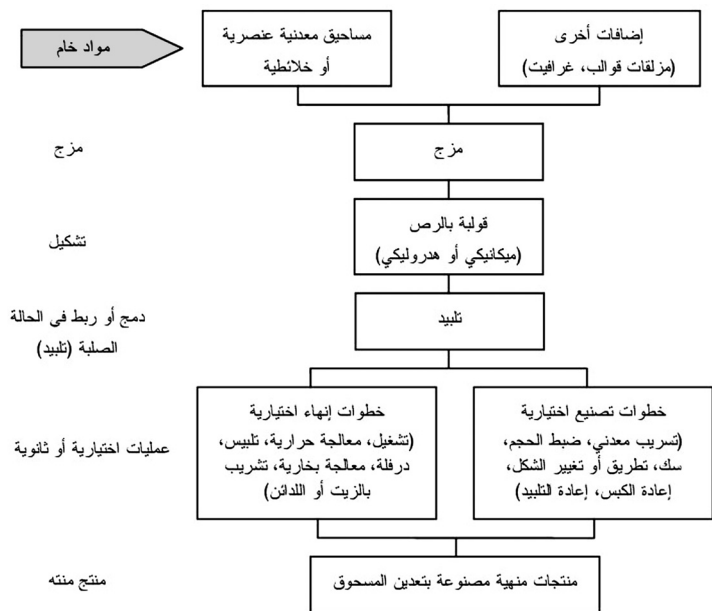 مواد خام
مساحيق معدنية عنصرية
أو خلائطية
إضافات أخرى
(مزلقات قوالب، غرافيت)
مزج
مزج
تشكيل
قولبة بالرص
(ميكانيكي أو هدروليكي)
دمج أو ربط في الحالة
الصلبة (تلبيد)
تلبيد
عمليات اختيارية أو ثانوية
خطوات إنهاء اختيارية
(تشغيل، معالجة حرارية، تلبيس،
درفلة، معالجة بخارية، تشريب
بالزيت أو اللدائن)
خطوات تصنيع اختيارية
(تسريب معدني، ضبط الحجم،
سك، تطريق أو تغيير الشكل،
إعادة الكبس، إعادة التلبيد)
منتج منته
منتجات منهية مصنوعة بتعدين المسحوق